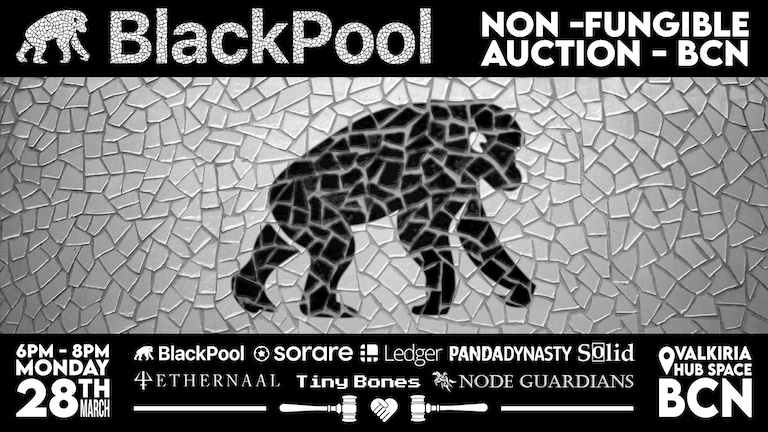 BlackPool
NON -FUNGIBLE
AUCTION - BCN
6PM - 8PM
MONDAY
28TH
MARCH
BlackPool sorare Ledger PANDADYNASTY Solid
ETHERNAAL Tiny Bones NODE GUARDIANS
VALKIRIA
HUB SPACE
BCN